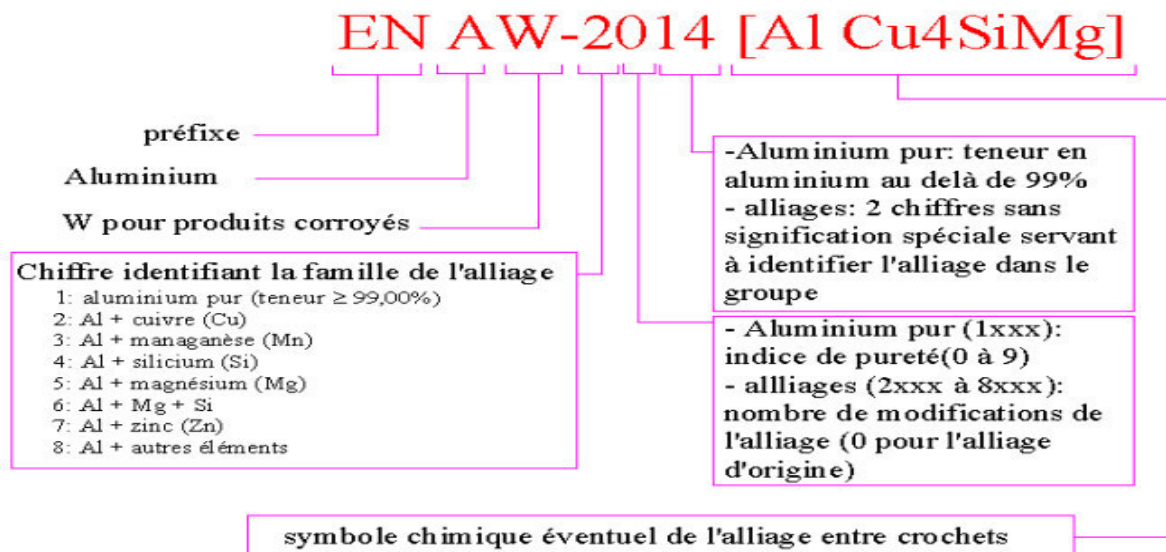 EN AW-2014 [Al Cu4SiMg]
préfixe
Aluminium
W pour produits corroyés
Chiffre identifiant la famille de l'alliage
1: aluminium pur (teneur ≥ 99,00%)
2: Al + cuivre (Cu)
3: Al + managanèse (Mn)
4: Al + silicium (Si)
5: Al + magnésium (Mg)
6: Al + Mg + Si
7: Al + zinc (Zn)
8: Al + autres éléments
-Aluminium pur: teneur en
aluminium au delà de 99%
- alliages: 2 chiffres sans
signification spéciale servant
à identifier l'alliage dans le
groupe
- Aluminium pur (1xxx):
indice de pureté(0 à 9)
- allliages (2xxx à 8xxx):
nombre de modifications de
l'alliage (0 pour l'alliage
d'origine)
symbole chimique éventuel de l'alliage entre crochets